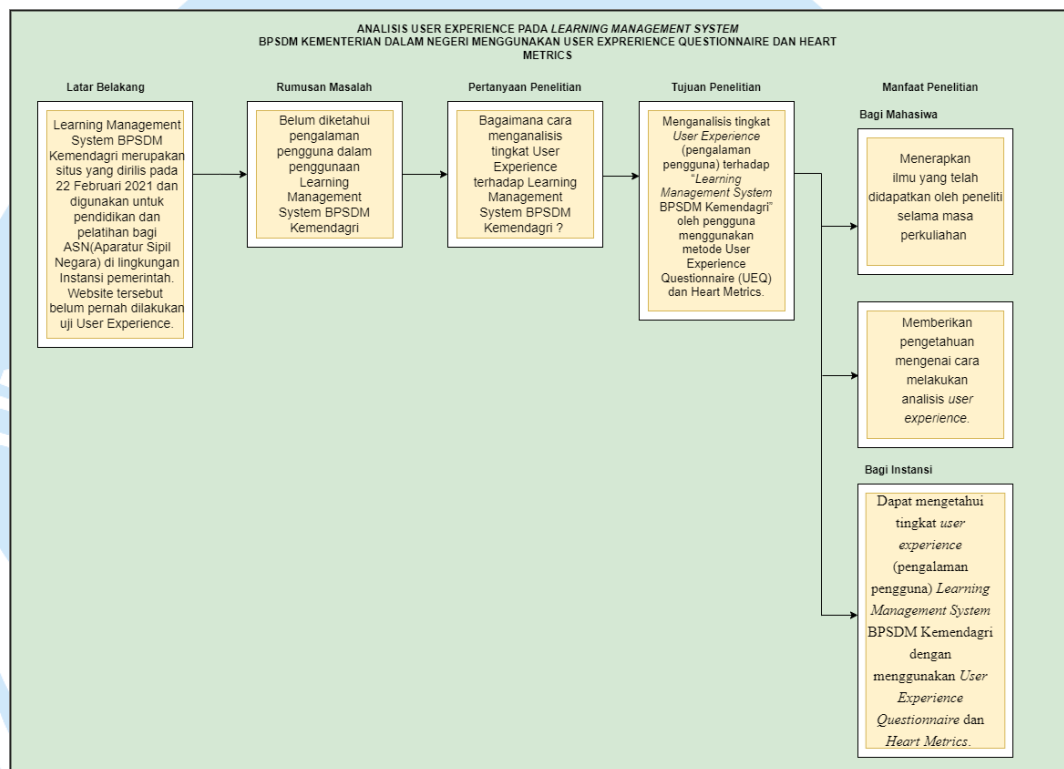 ANALISIS USER EXPERIENCE PADA LEARNING MANAGEMENT SYSTEM
BPSDM KEMENTERIAN DALAM NEGERI MENGGUNAKAN USER EXPRERIENCE QUESTIONNAIRE DAN HEART
METRICS
Latar Belakang
Learning Management
System BPSDM
Kemendagri merupakan
situs yang dirilis pada
22 Februari 2021 dan
digunakan untuk
pendidikan dan
pelatihan bagi
ASN(Aparatur Sipil
Negara) di lingkungan
Instansi pemerintah.
Website tersebut
belum pernah dilakukan
uji User Experience.
Rumusan Masalah
Belum diketahui
pengalaman
pengguna dalam
penggunaan
Learning
Management
System BPSDM
Kemendagri
Pertanyaan Penelitian
Bagaimana cara
menganalisis
tingkat User
Experience
terhadap Learning
Management
System BPSDM
Kemendagri ?
Tujuan Penelitian
Menganalisis tingkat
User Experience
(pengalaman
pengguna) terhadap
"Learning
Management System
BPSDM Kemendagri"
oleh pengguna
menggunakan
metode User
Experience
Questionnaire (UEQ)
dan Heart Metrics.
Manfaat Penelitian
Bagi Mahasiwa
Menerapkan
ilmu yang telah
didapatkan oleh peneliti
selama masa
perkuliahan
Memberikan
pengetahuan
mengenai cara
melakukan
analisis user
experience.
Bagi Instansi
Dapat mengetahui
tingkat user
experience
(pengalaman
pengguna) Learning
Management System
BPSDM Kemendagri
dengan
menggunakan User
Experience
Questionnaire dan
Heart Metrics.